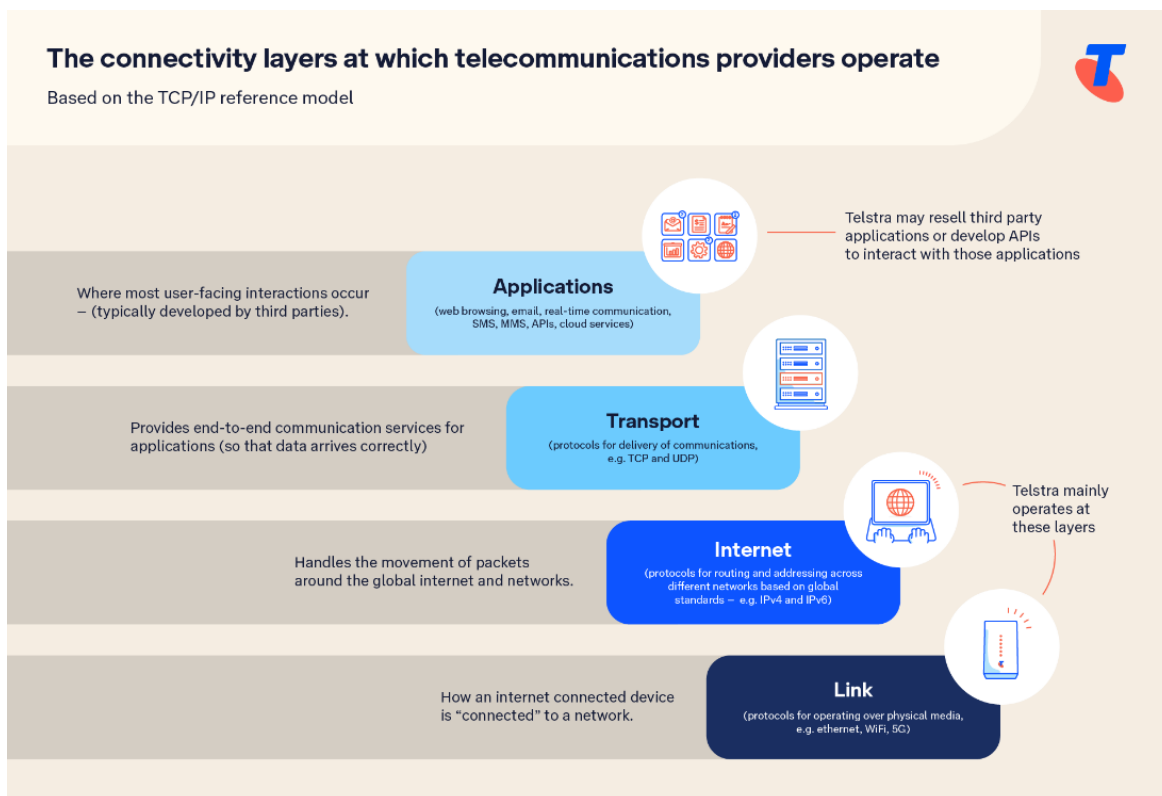 The connectivity layers at which telecommunications providers operate
Based on the TCP/IP reference model
T
Telstra may resell third party
applications or develop APIs
to interact with those applications
Where most user-facing interactions occur
– (typically developed by third parties).
Applications
(web browsing, email, real-time communication,
SMS, MMS, APIs, cloud services)
Provides end-to-end communication services for
applications (so that data arrives correctly)
Transport
(protocols for delivery of communications,
e.g. TCP and UDP)
Telstra mainly
operates at
these layers
Handles the movement of packets
around the global internet and networks.
Internet
(protocols for routing and addressing across
different networks based on global
standards – e.g. IPv4 and IPv6)
How an internet connected device
is “connected” to a network.
Link
(protocols for operating over physical media,
e.g. ethernet, WiFi, 5G)